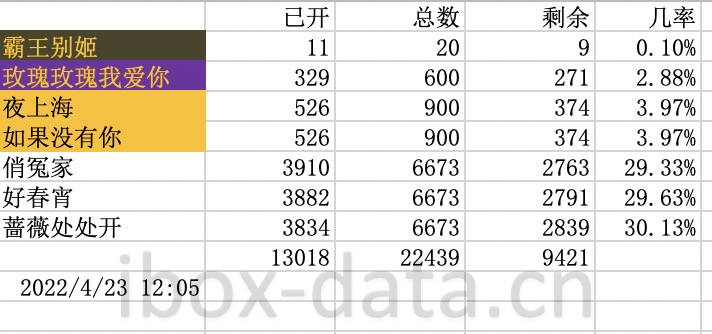 已开 总数 剩余 几率
霸王别姬 11 20 9 0.10%
玫瑰玫瑰我爱你 329 600 271 2.88%
夜上海 526 900 374 3.97%
如果没有你 526 900 374 3.97%
俏冤家 3910 6673 2763 29.33%
好春宵 3882 6673 2791 29.63%
蔷薇处处开 3834 6673 2839 30.13%
13018 22439 9421
ibox-data.cn
2022/4/23 12:05